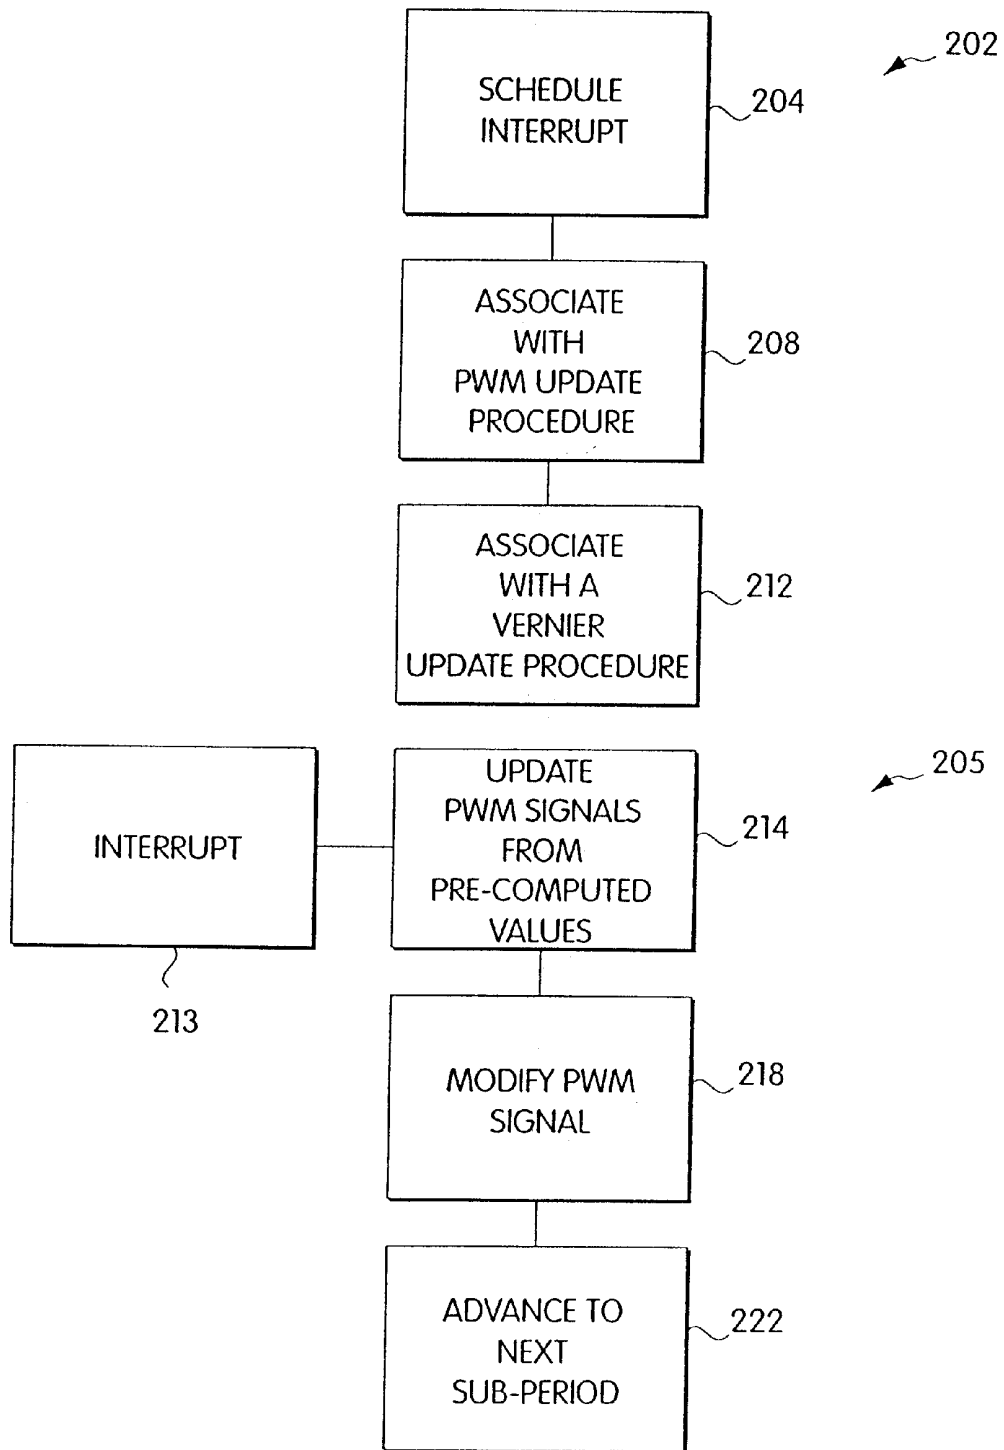 202
SCHEDULE
INTERRUPT
204
ASSOCIATE
WITH
PWM UPDATE
PROCEDURE
208
ASSOCIATE
WITH A
VERNIER
UPDATE PROCEDURE
212
205
INTERRUPT
213
UPDATE
PWM SIGNALS
FROM
PRE-COMPUTED
VALUES
214
MODIFY PWM
SIGNAL
218
ADVANCE TO
NEXT
SUB-PERIOD
222